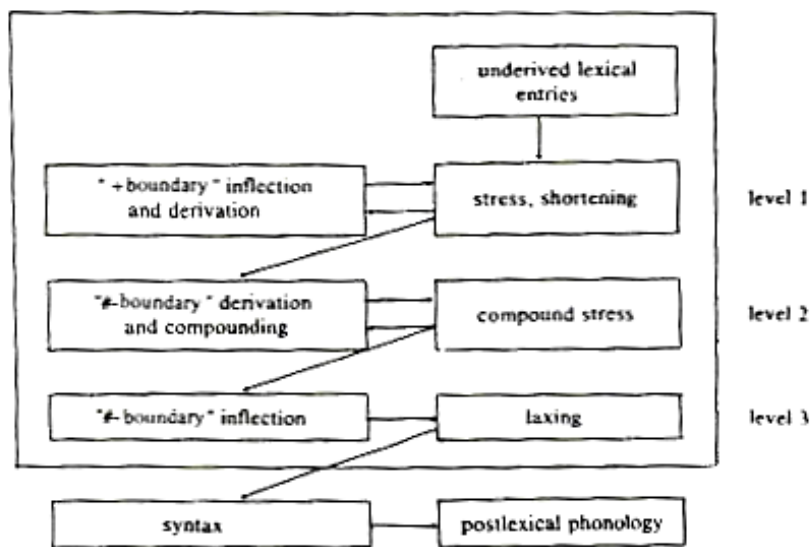 underived lexical
entries
"+boundary" inflection
and derivation
stress, shortening
level 1
"#-boundary" derivation
and compounding
compound stress
level 2
"#-boundary" inflection
laxing
level 3
syntax
postlexical phonology